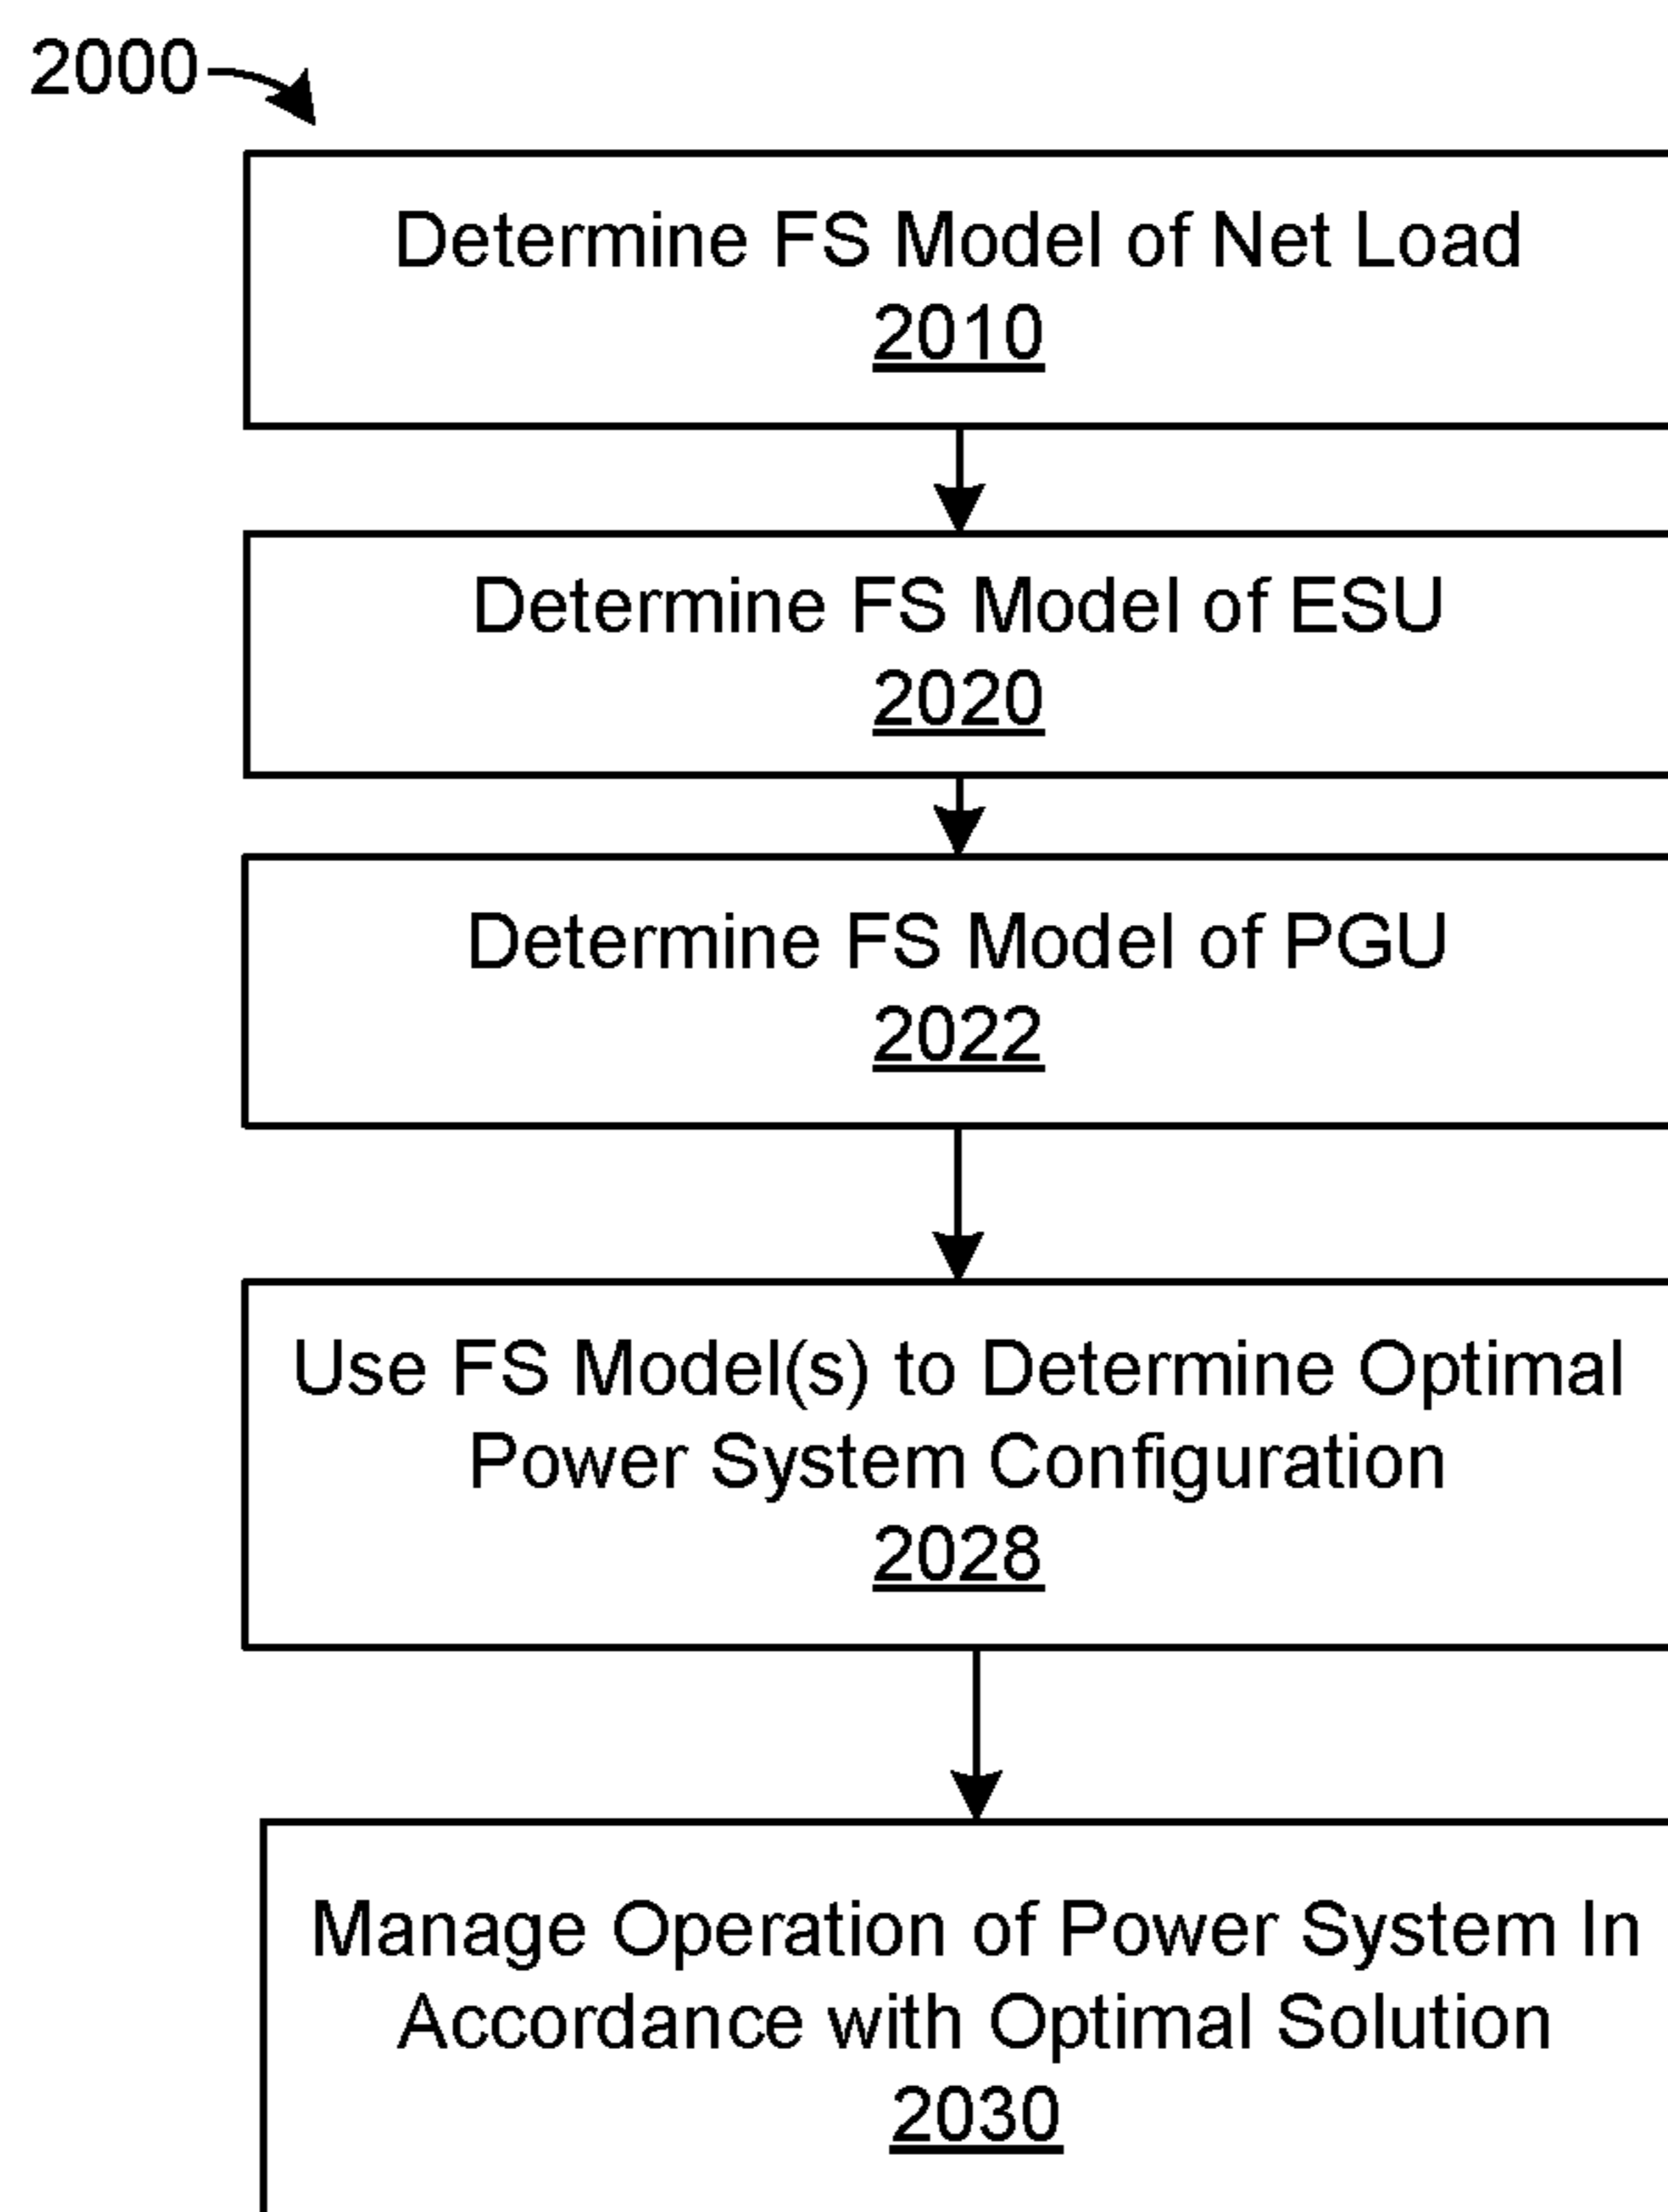 2000
Determine FS Model of Net Load
2010
Determine FS Model of ESU
2020
Determine FS Model of PGU
2022
Use FS Model(s) to Determine Optimal
Power System Configuration
2028
Manage Operation of Power System In
Accordance with Optimal Solution
2030